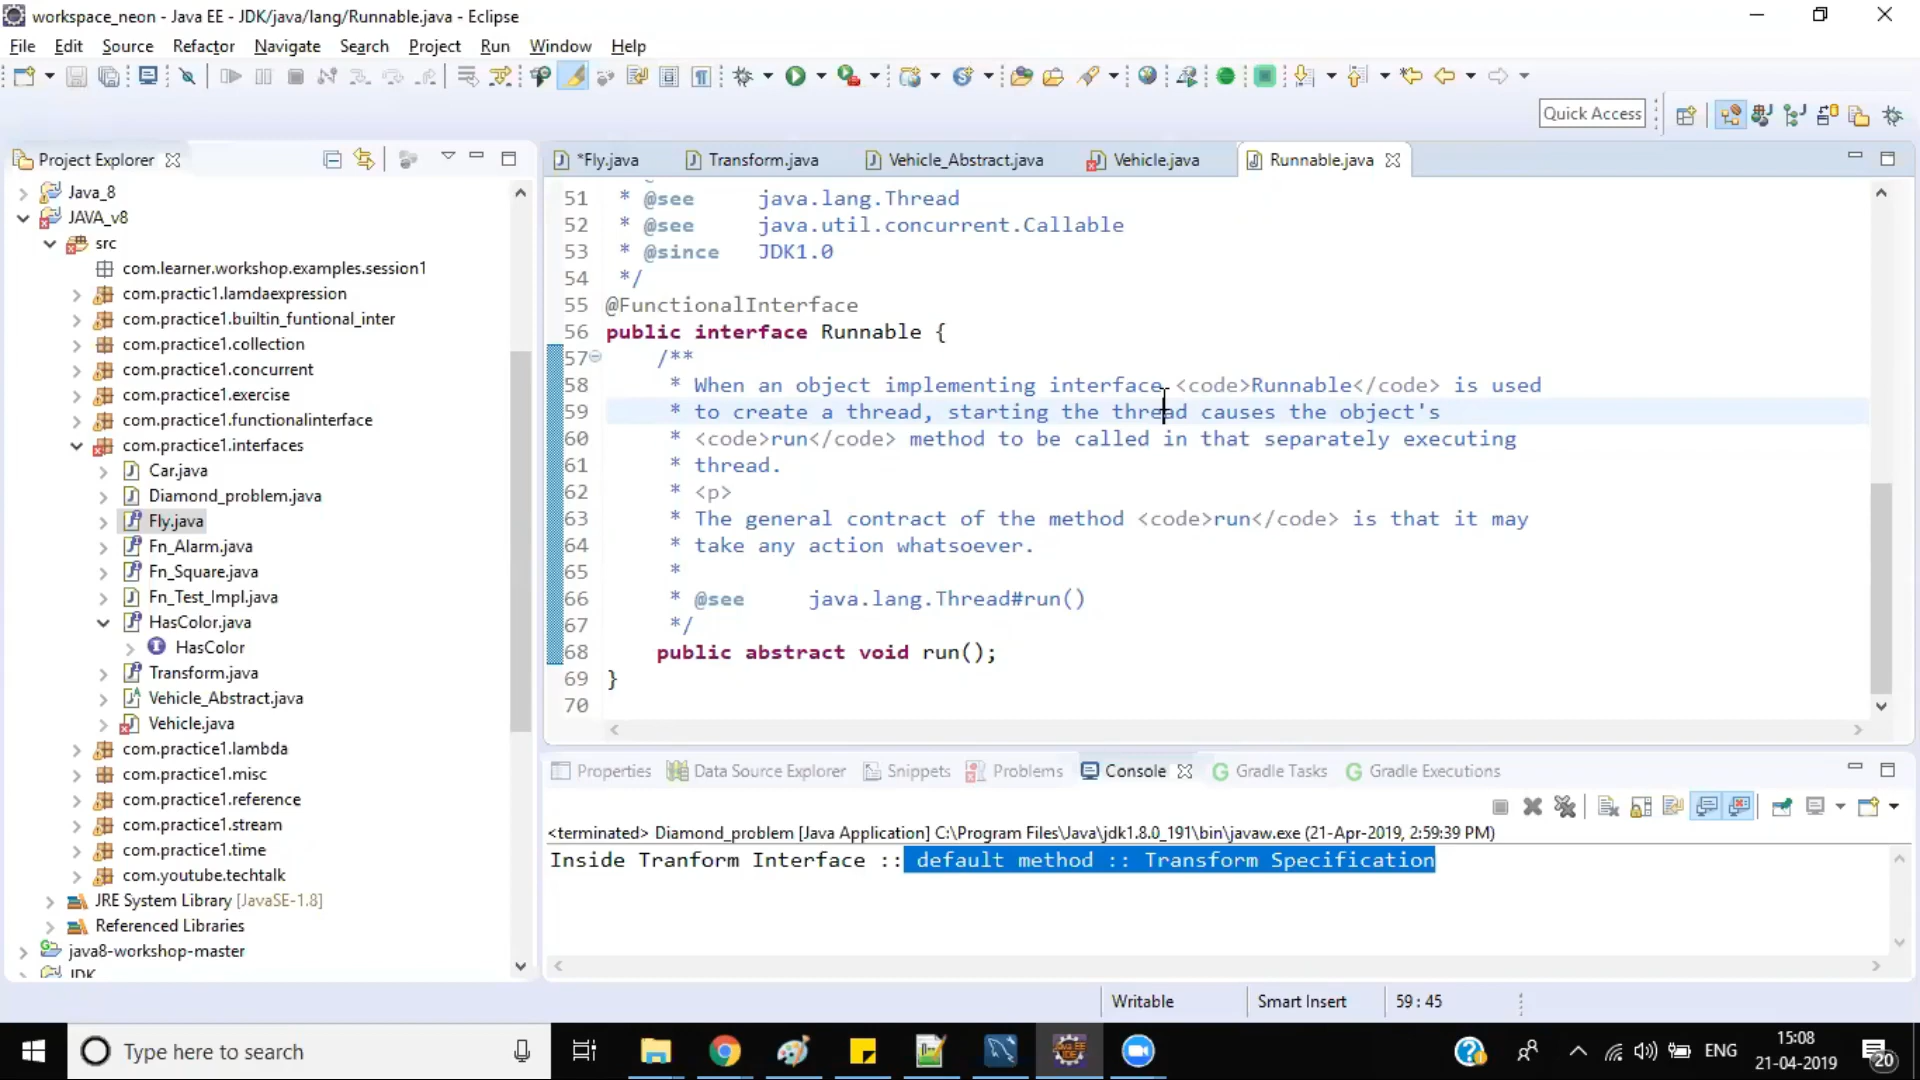 workspace_neon - Java EE - JDK/java/lang/Runnable.java - Eclipse
File Edit Source Refactor Navigate Search Project Run Window Help
Quick Access
Project Explorer
*Fly.java Transform.java Vehicle_Abstract.java Vehicle.java Runnable.java
Java_8
JAVA_v8
src
com.learner.workshop.examples.session1
com.practic1.lamdaexpression
com.practice1.builtin_funtional_inter
com.practice1.collection
com.practice1.concurrent
com.practice1.exercise
com.practice1.functionalinterface
com.practice1.interfaces
Car.java
Diamond_problem.java
Fly.java
Fn_Alarm.java
Fn_Square.java
Fn_Test_Impl.java
HasColor.java
HasColor
Transform.java
Vehicle_Abstract.java
Vehicle.java
com.practice1.lambda
com.practice1.misc
com.practice1.reference
com.practice1.stream
com.practice1.time
com.youtube.techtalk
JRE System Library [JavaSE-1.8]
Referenced Libraries
java8-workshop-master
JDK
51 * @see java.lang.Thread
52 * @see java.util.concurrent.Callable
53 * @since JDK1.0
54 */
55 @FunctionalInterface
56 public interface Runnable {
57 /**
58 * When an object implementing interface <code>Runnable</code> is used
59 * to create a thread, starting the thread causes the object's
60 * <code>run</code> method to be called in that separately executing
61 * thread.
62 * <p>
63 * The general contract of the method <code>run</code> is that it may
64 * take any action whatsoever.
65 *
66 * @see java.lang.Thread#run()
67 */
68 public abstract void run();
69 }
70
Properties Data Source Explorer Snippets Problems Console Gradle Tasks Gradle Executions
<terminated> Diamond_problem [Java Application] C:\Program Files\Java\jdk1.8.0_191\bin\javaw.exe (21-Apr-2019, 2:59:39 PM)
Inside Tranform Interface :: default method :: Transform Specification
Writable Smart Insert 59 : 45
Type here to search
ENG
15:08
21-04-2019
20